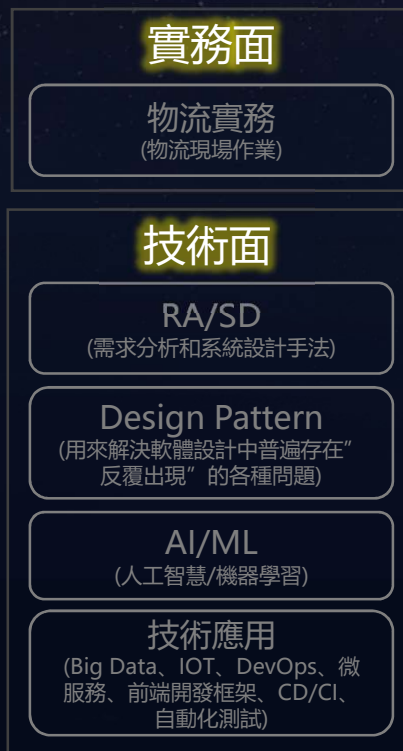 實務面
物流實務
(物流現場作業)
技術面
RA/SD
(需求分析和系統設計手法)
Design Pattern
(用來解決軟體設計中普遍存在”
反覆出現”的各種問題)
AI/ML
(人工智慧/機器學習)
技術應用
(Big Data、IOT、DevOps、微
服務、前端開發框架、CD/CI、
自動化測試)